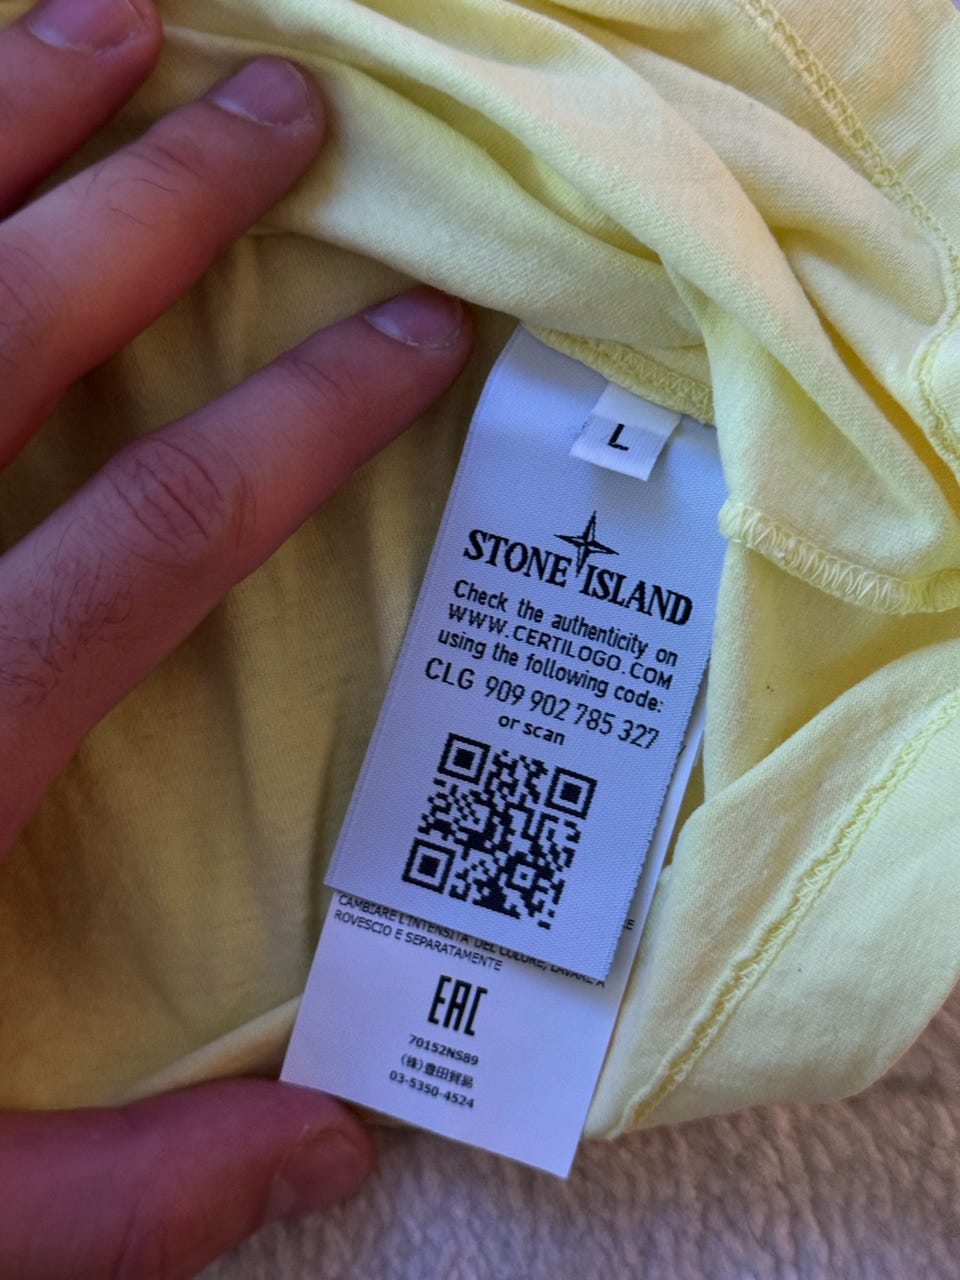 L
STONE ISLAND
Check the authenticity on
WWW.CERTILOGO.COM
using the following code:
CLG 909 902 785 327
or scan
CAMBIARE L'INTENSITA' DEL COLORE, LAVARE A
ROVESCIO E SEPARATAMENTE
EAC
70152NS89
(株)豊田貿易
03-5350-4524